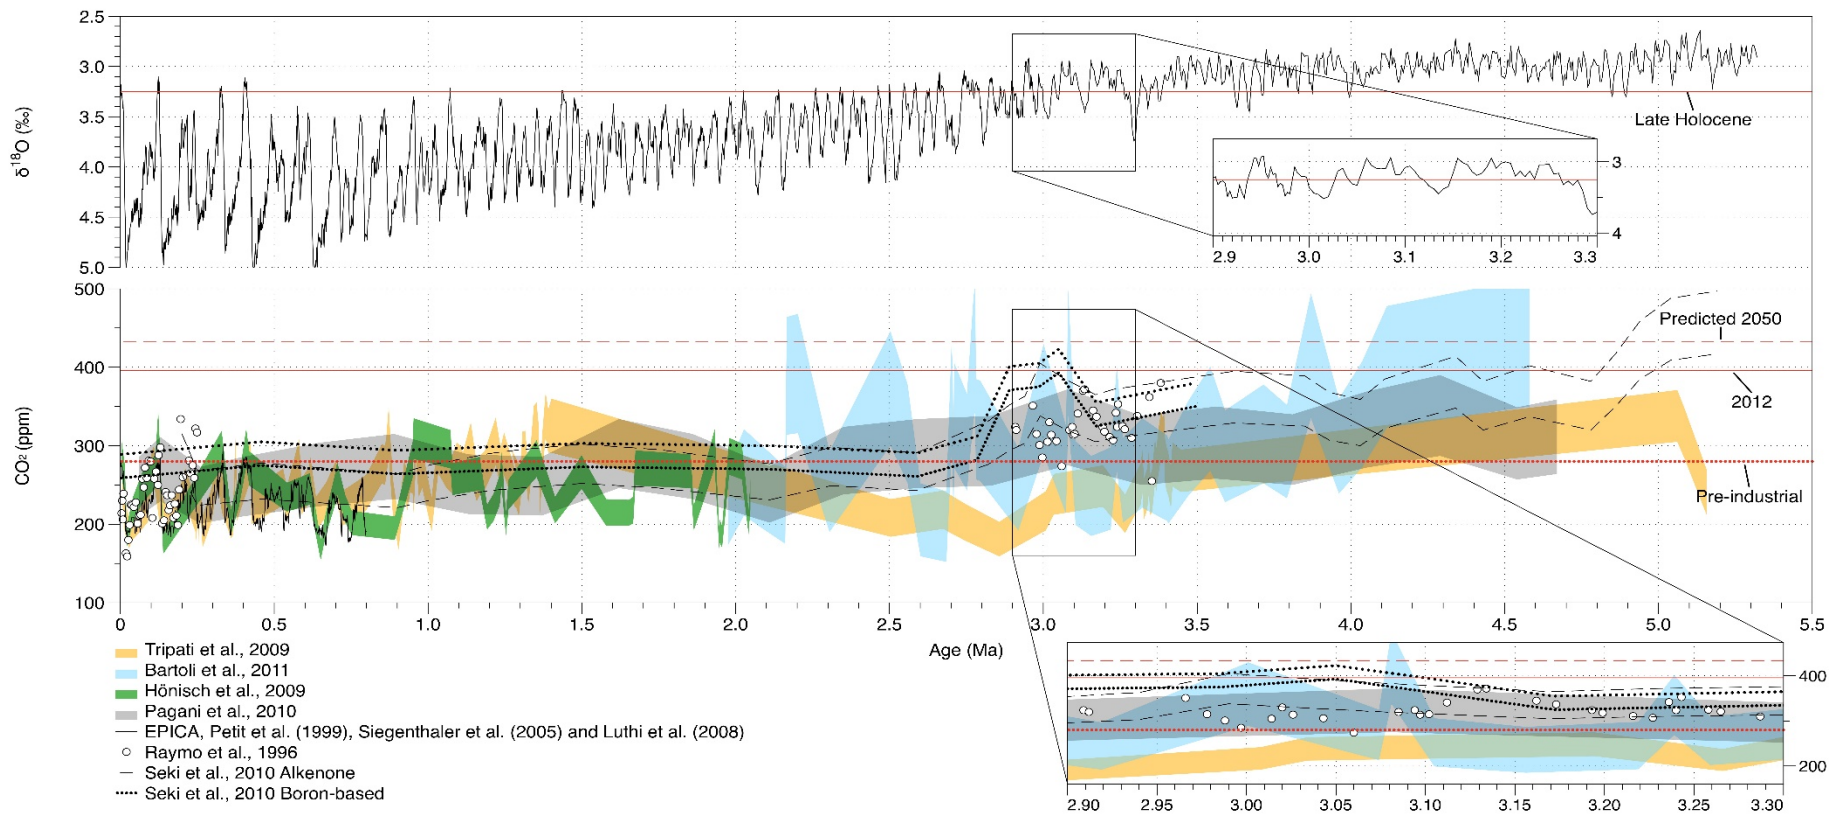 2.5
3.0
3.5
4.0
4.5
5.0
δ18O (‰)
Late Holocene
3
4
2.9 3.0 3.1 3.2 3.3
500
400
300
200
100
CO2 (ppm)
Predicted 2050
2012
Pre-industrial
0 0.5 1.0 1.5 2.0 2.5 3.0 3.5 4.0 4.5 5.0 5.5
Age (Ma)
Tripati et al., 2009
Bartoli et al., 2011
Hönisch et al., 2009
Pagani et al., 2010
EPICA, Petit et al. (1999), Siegenthaler et al. (2005) and Luthi et al. (2008)
Raymo et al., 1996
Seki et al., 2010 Alkenone
Seki et al., 2010 Boron-based
400
200
2.90 2.95 3.00 3.05 3.10 3.15 3.20 3.25 3.30